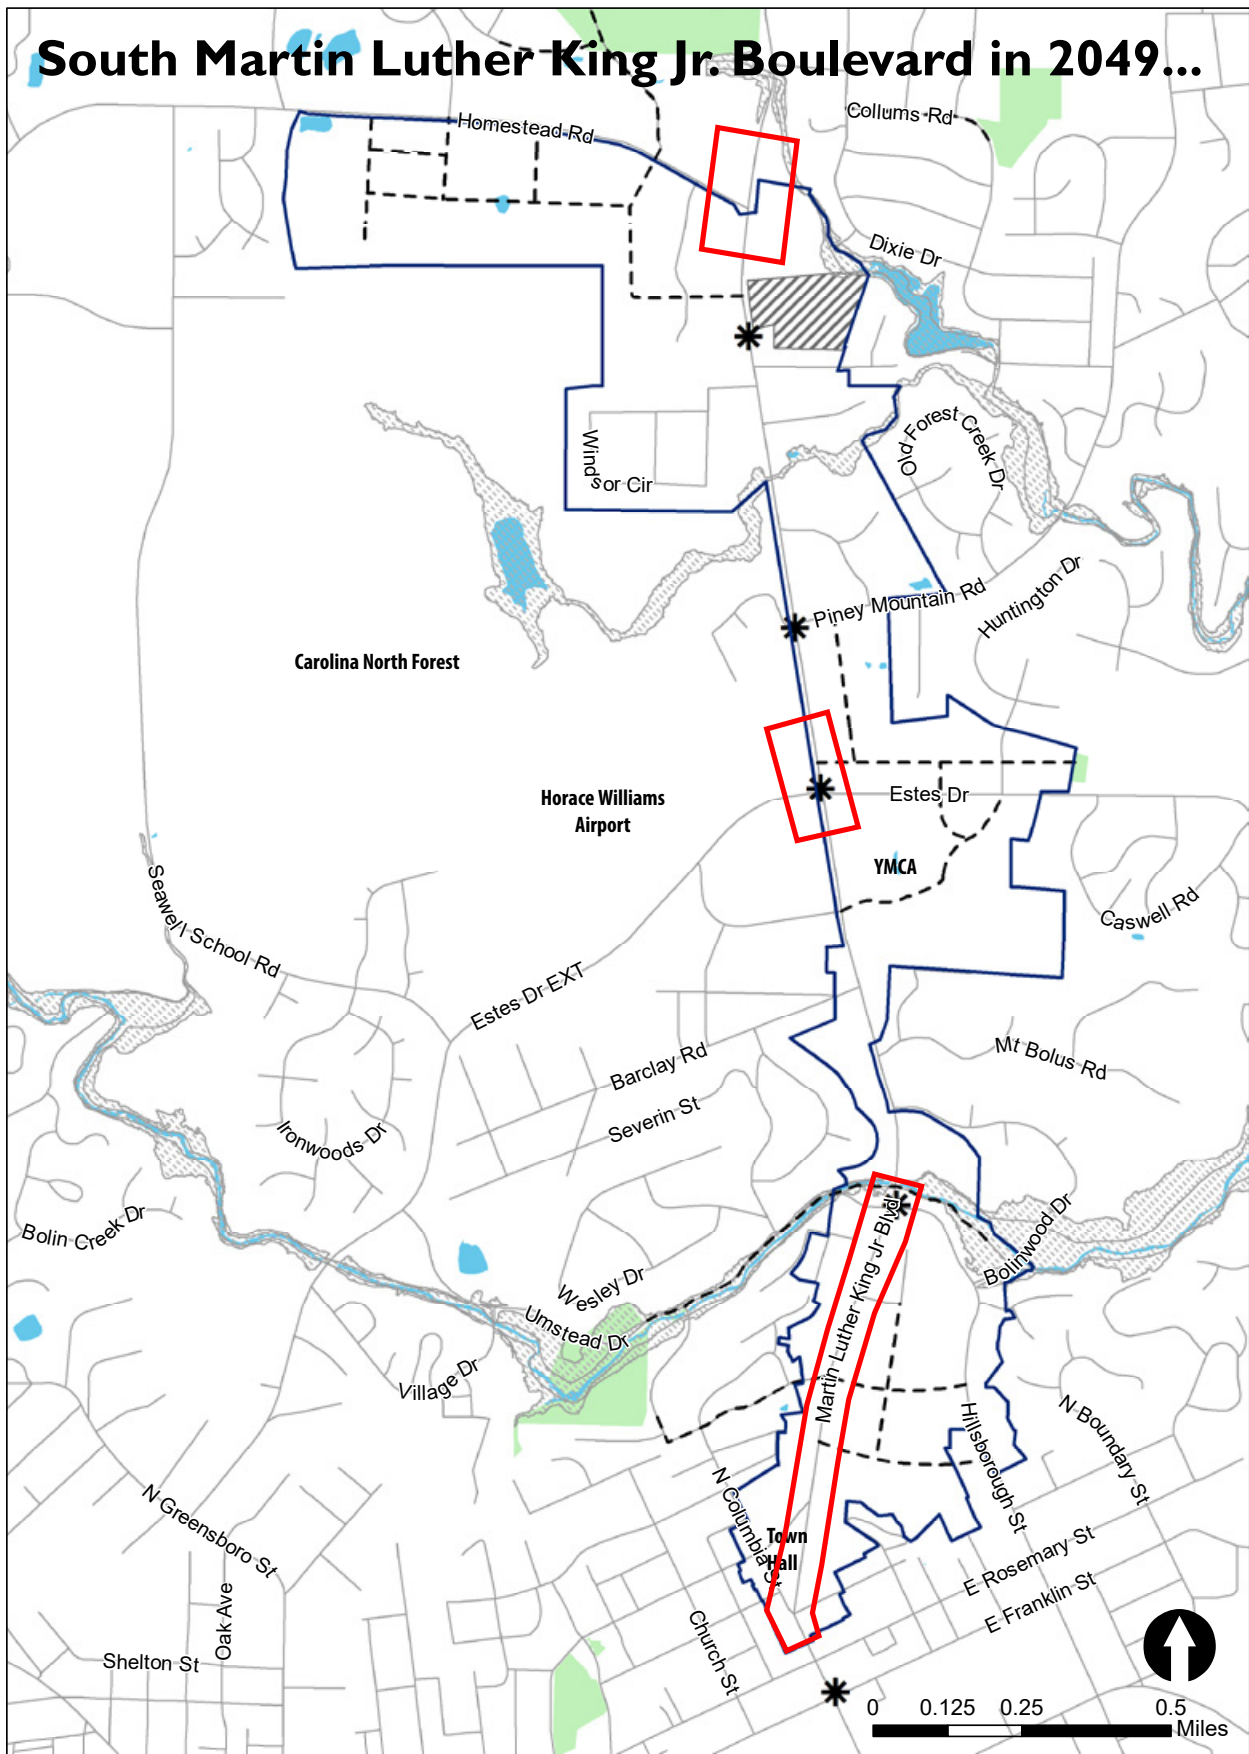 South Martin Luther King Jr. Boulevard in 2049...
Homestead Rd
Collums Rd
Dixie Dr
Old Forest Creek Dr
Windsor Cir
Piney Mountain Rd
Huntington Dr
Carolina North Forest
Horace Williams
Airport
Estes Dr
YMCA
Seawell School Rd
Caswell Rd
Estes Dr EXT
Barclay Rd
Mt Bolus Rd
Severin St
Ironwoods Dr
Bolin Creek Dr
Bolinwood Dr
Wesley Dr
Umstead Dr
Martin Luther King Jr Blvd
Village Dr
N Boundary St
Hillsborough St
N Columbia St
N Greensboro St
Town
Hall
E Rosemary St
E Franklin St
Oak Ave
Church St
Shelton St
0 0.125 0.25 0.5
Miles